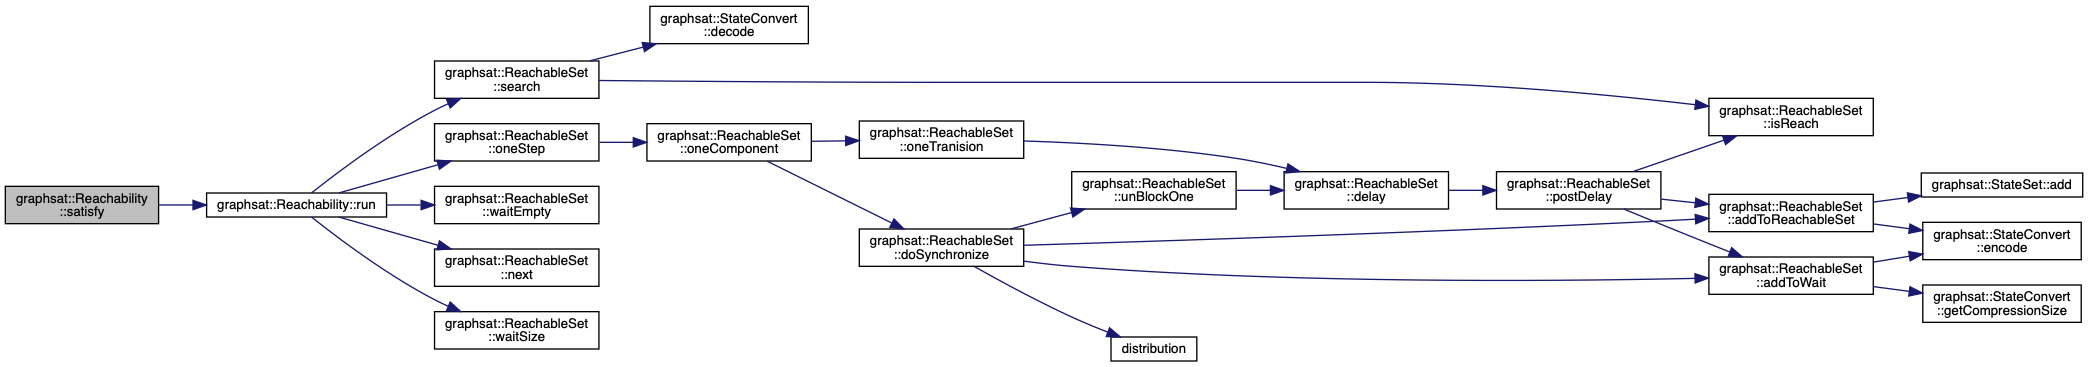 graphsat::Reachability
::satisfy
graphsat::Reachability::run
graphsat::ReachableSet
::search
graphsat::StateConvert
::decode
graphsat::ReachableSet
::isReach
graphsat::ReachableSet
::oneStep
graphsat::ReachableSet
::oneComponent
graphsat::ReachableSet
::oneTranision
graphsat::ReachableSet
::delay
graphsat::ReachableSet
::postDelay
graphsat::ReachableSet
::addToReachableSet
graphsat::StateSet::add
graphsat::StateConvert
::encode
graphsat::ReachableSet
::addToWait
graphsat::StateConvert
::getCompressionSize
graphsat::ReachableSet
::doSynchronize
graphsat::ReachableSet
::unBlockOne
distribution
graphsat::ReachableSet
::waitEmpty
graphsat::ReachableSet
::next
graphsat::ReachableSet
::waitSize